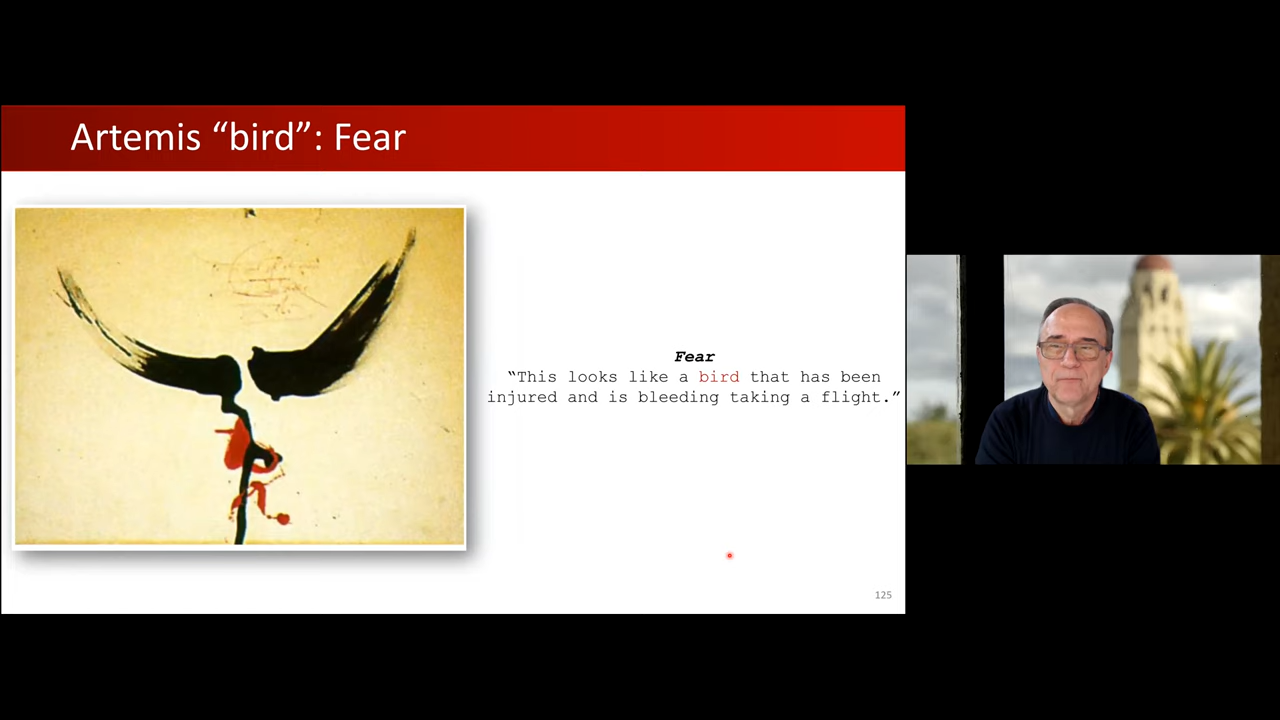 Artemis “bird”: Fear
Fear
“This looks like a bird that has been
injured and is bleeding taking a flight.”
125